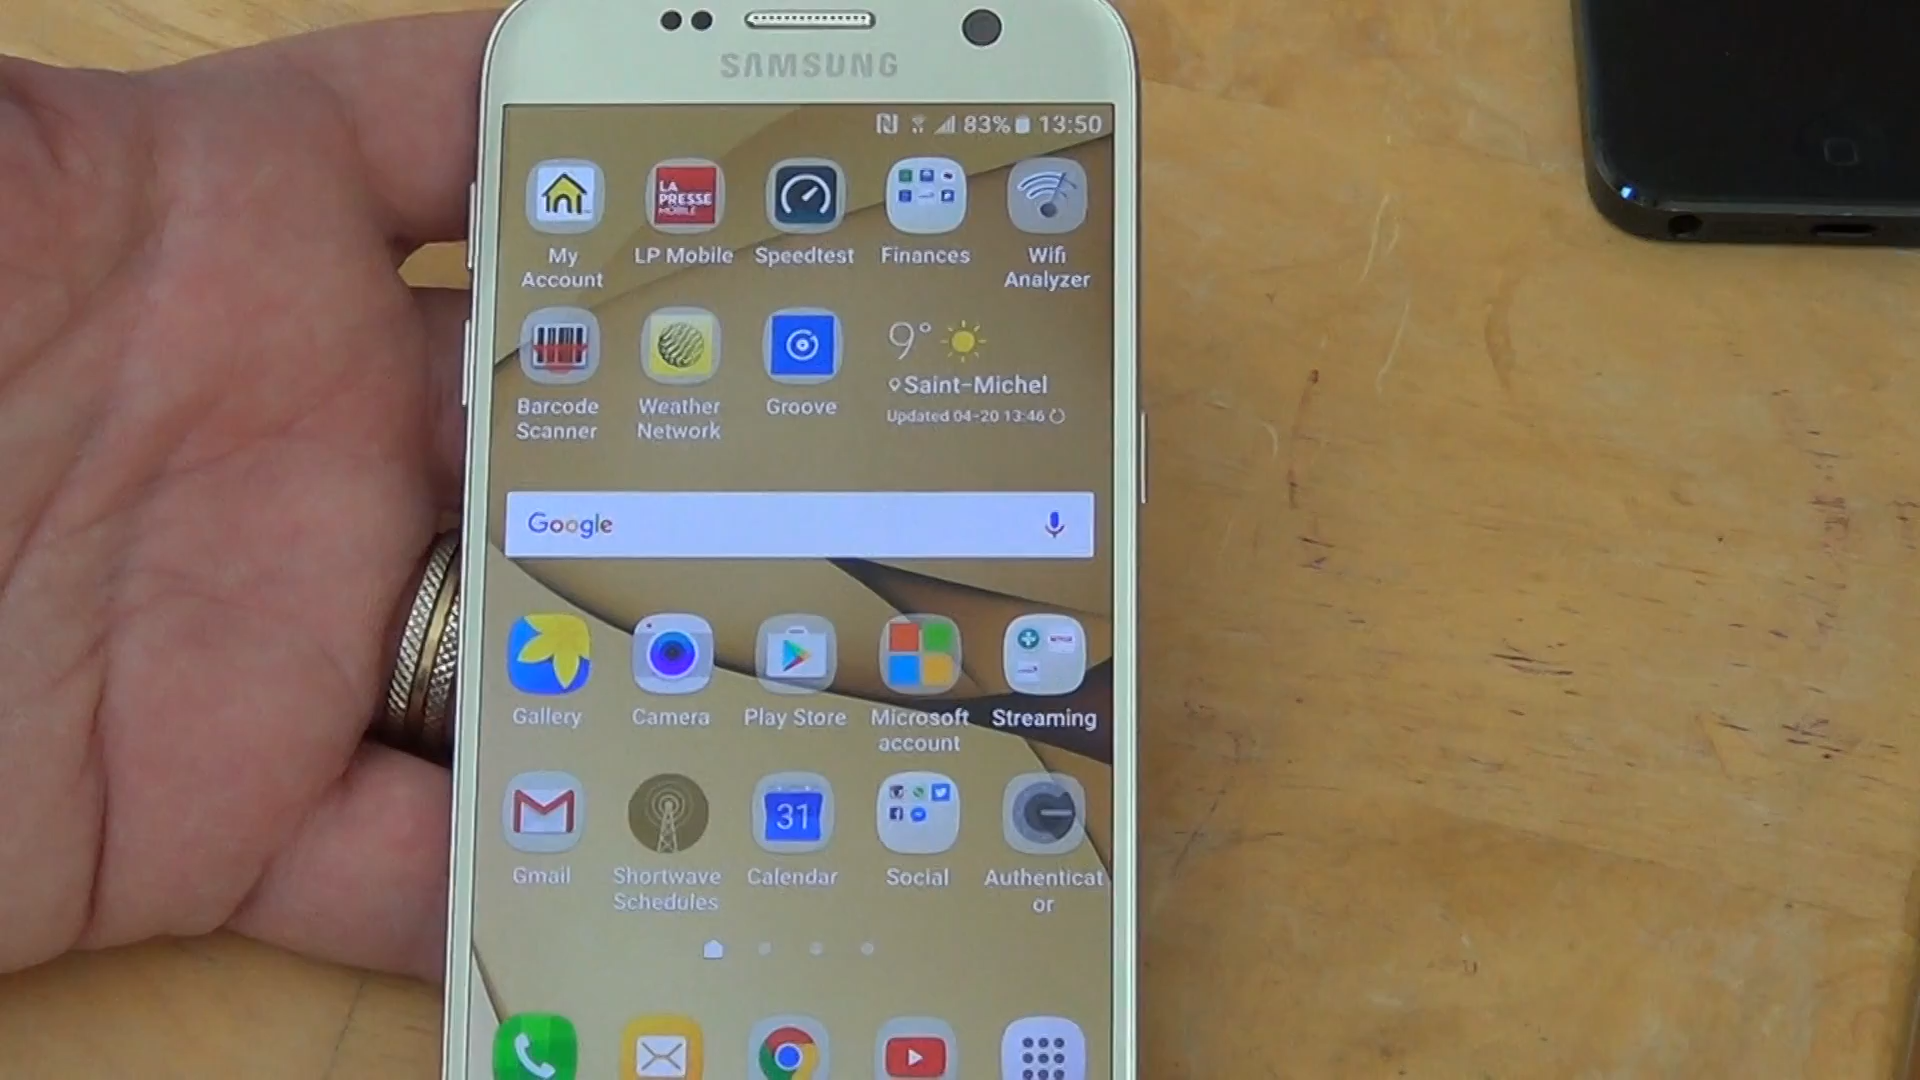 SAMSUNG
83% 13:50
LA
PRESSE
MOBILE
My
Account
LP Mobile
Speedtest
Finances
Wifi
Analyzer
9°
Saint-Michel
Updated 04-20 13:46
Barcode
Scanner
Weather
Network
Groove
Google
Gallery
Camera
Play Store
Microsoft
account
Streaming
31
Gmail
Shortwave
Schedules
Calendar
Social
Authenticat
or